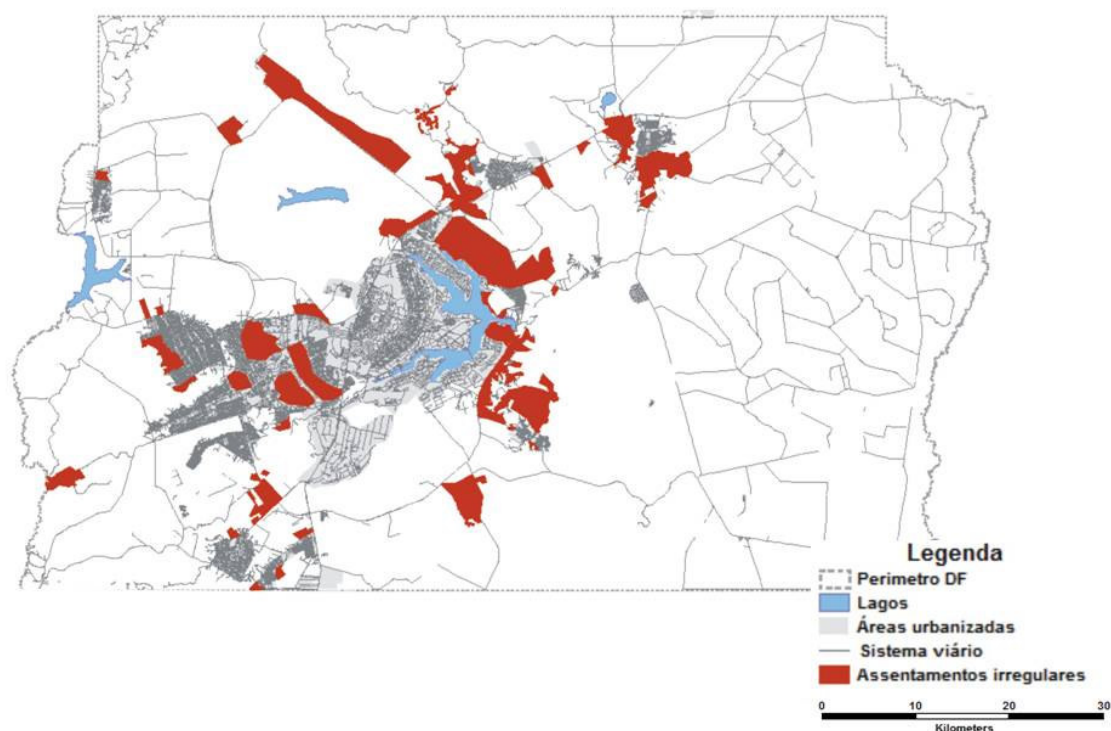 Legenda
Perimetro DF
Lagos
Áreas urbanizadas
Sistema viário
Assentamentos irregulares
0 10 20 30
Kilometers